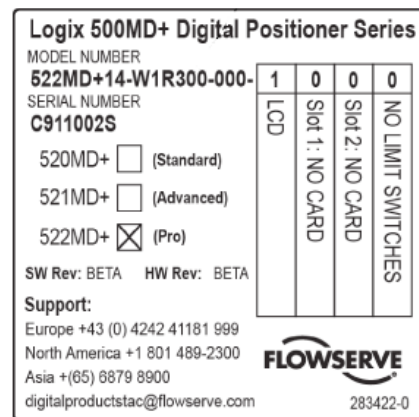 Logix 500MD+ Digital Positioner Series
MODEL NUMBER
522MD+14-W1R300-000- 1 0 0 0
SERIAL NUMBER
C911002S
LCD
Slot 1: NO CARD
Slot 2: NO CARD
NO LIMIT SWITCHES
520MD+ (Standard)
521MD+ (Advanced)
522MD+ (Pro)
SW Rev: BETA HW Rev: BETA
Support:
Europe +43 (0) 4242 41181 999
North America +1 801 489-2300
Asia +(65) 6879 8900
digitalproductstac@flowserve.com
FLOWSERVE
283422-0